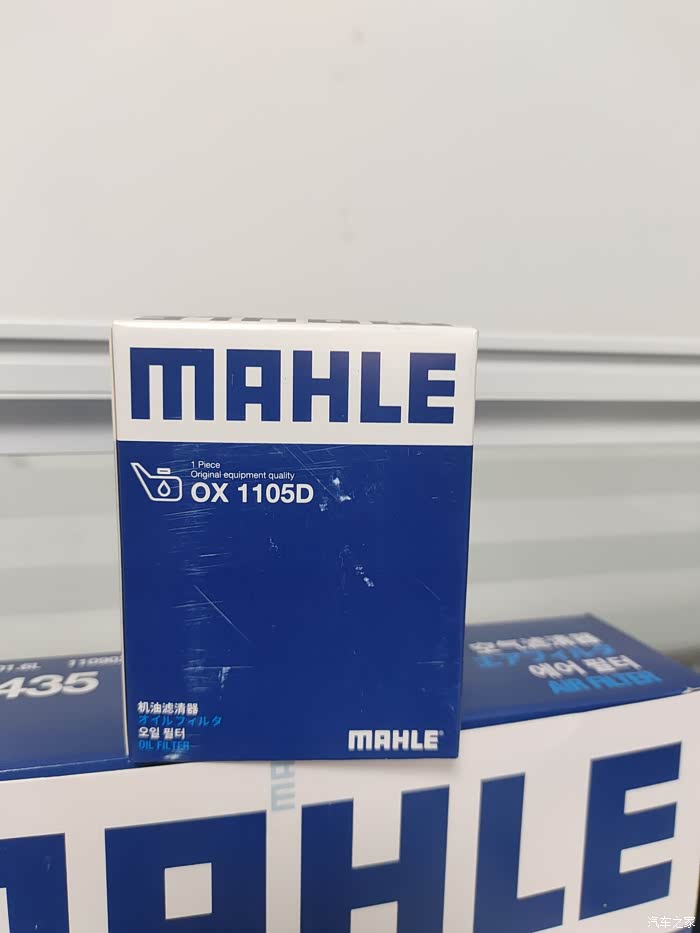 MAHLE
1 Piece
Original equipment quality
OX 1105D
机油滤清器
オイルフィルタ
오일 필터
OIL FILTER
MAHLE
435
空气滤清器
エアフィルタ
에어 필터
AIR FILTER
MAHLE
汽车之家